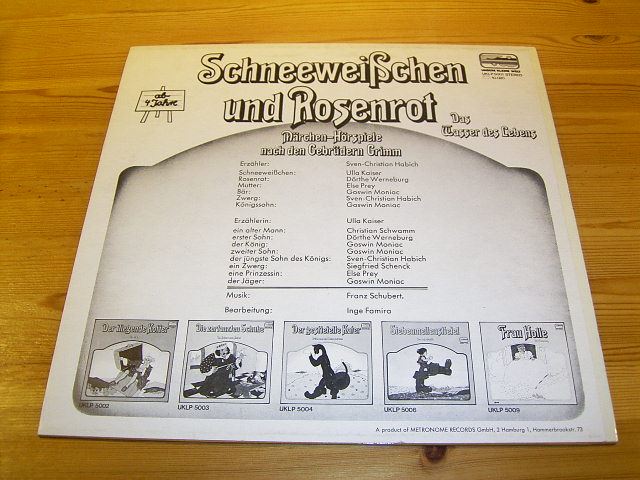 Schneeweißchen
und Rosenrot
Das
Wasser des Lebens
ab
4 Jahre
UKLP 5001 STEREO
Märchen-Hörspiele
nach den Gebrüdern Grimm
Erzähler: Sven-Christian Habich
Schneeweißchen: Ulla Kaiser
Rosenrot: Dörthe Werneburg
Mutter: Else Prey
Bär: Goswin Moniac
Zwerg: Sven-Christian Habich
Königssohn: Goswin Moniac
Erzählerin: Ulla Kaiser
ein alter Mann: Christian Schwamm
erster Sohn: Dörthe Werneburg
der König: Goswin Moniac
zweiter Sohn: Goswin Moniac
der jüngste Sohn des Königs: Sven-Christian Habich
ein Zwerg: Siegfried Schenck
eine Prinzessin: Else Prey
der Jäger: Goswin Moniac
Musik: Franz Schubert,
Bearbeitung: Inge Famira
Der fliegende Koffer
Die zertanzten Schuhe
Der gestiefelte Kater
Siebenmeilenstiefel
Frau Holle
UKLP 5002
UKLP 5003
UKLP 5004
UKLP 5006
UKLP 5009
A product of METRONOME RECORDS GmbH, 2 Hamburg 1, Hammerbrookstr. 73